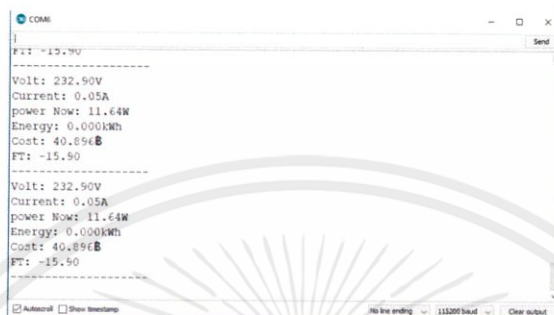 COM6
Send
FT: -15.90
--------------------
Volt: 232.90V
Current: 0.05A
power Now: 11.64W
Energy: 0.000kWh
Cost: 40.896฿
FT: -15.90
--------------------
Volt: 232.90V
Current: 0.05A
power Now: 11.64W
Energy: 0.000kWh
Cost: 40.896฿
FT: -15.90
--------------------
Autoscroll Show timestamp No line ending 115200 baud Clear output